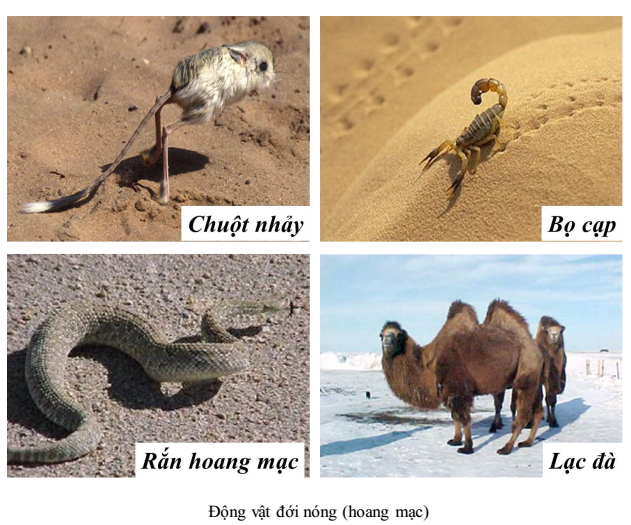 Chuột nhảy
Bọ cạp
Rắn hoang mạc
Lạc đà
Động vật đới nóng (hoang mạc)